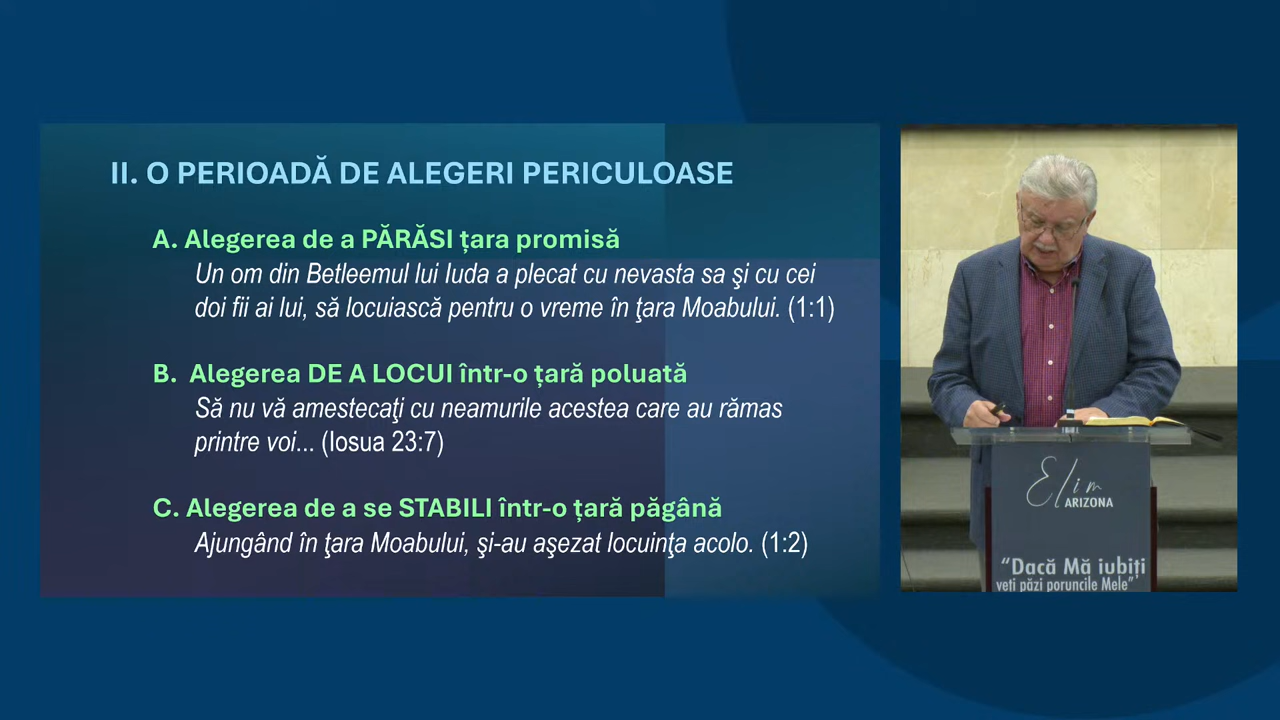 II. O PERIOADĂ DE ALEGERI PERICULOASE
A. Alegerea de a PĂRĂSI țara promisă
Un om din Betleemul lui Iuda a plecat cu nevasta sa şi cu cei
doi fii ai lui, să locuiască pentru o vreme în ţara Moabului. (1:1)
B. Alegerea DE A LOCUI într-o țară poluată
Să nu vă amestecaţi cu neamurile acestea care au rămas
printre voi... (Iosua 23:7)
C. Alegerea de a se STABILI într-o țară păgână
Ajungând în ţara Moabului, şi-au aşezat locuinţa acolo. (1:2)
Elim
ARIZONA
“Dacă Mă iubiți
veți păzi poruncile Mele”